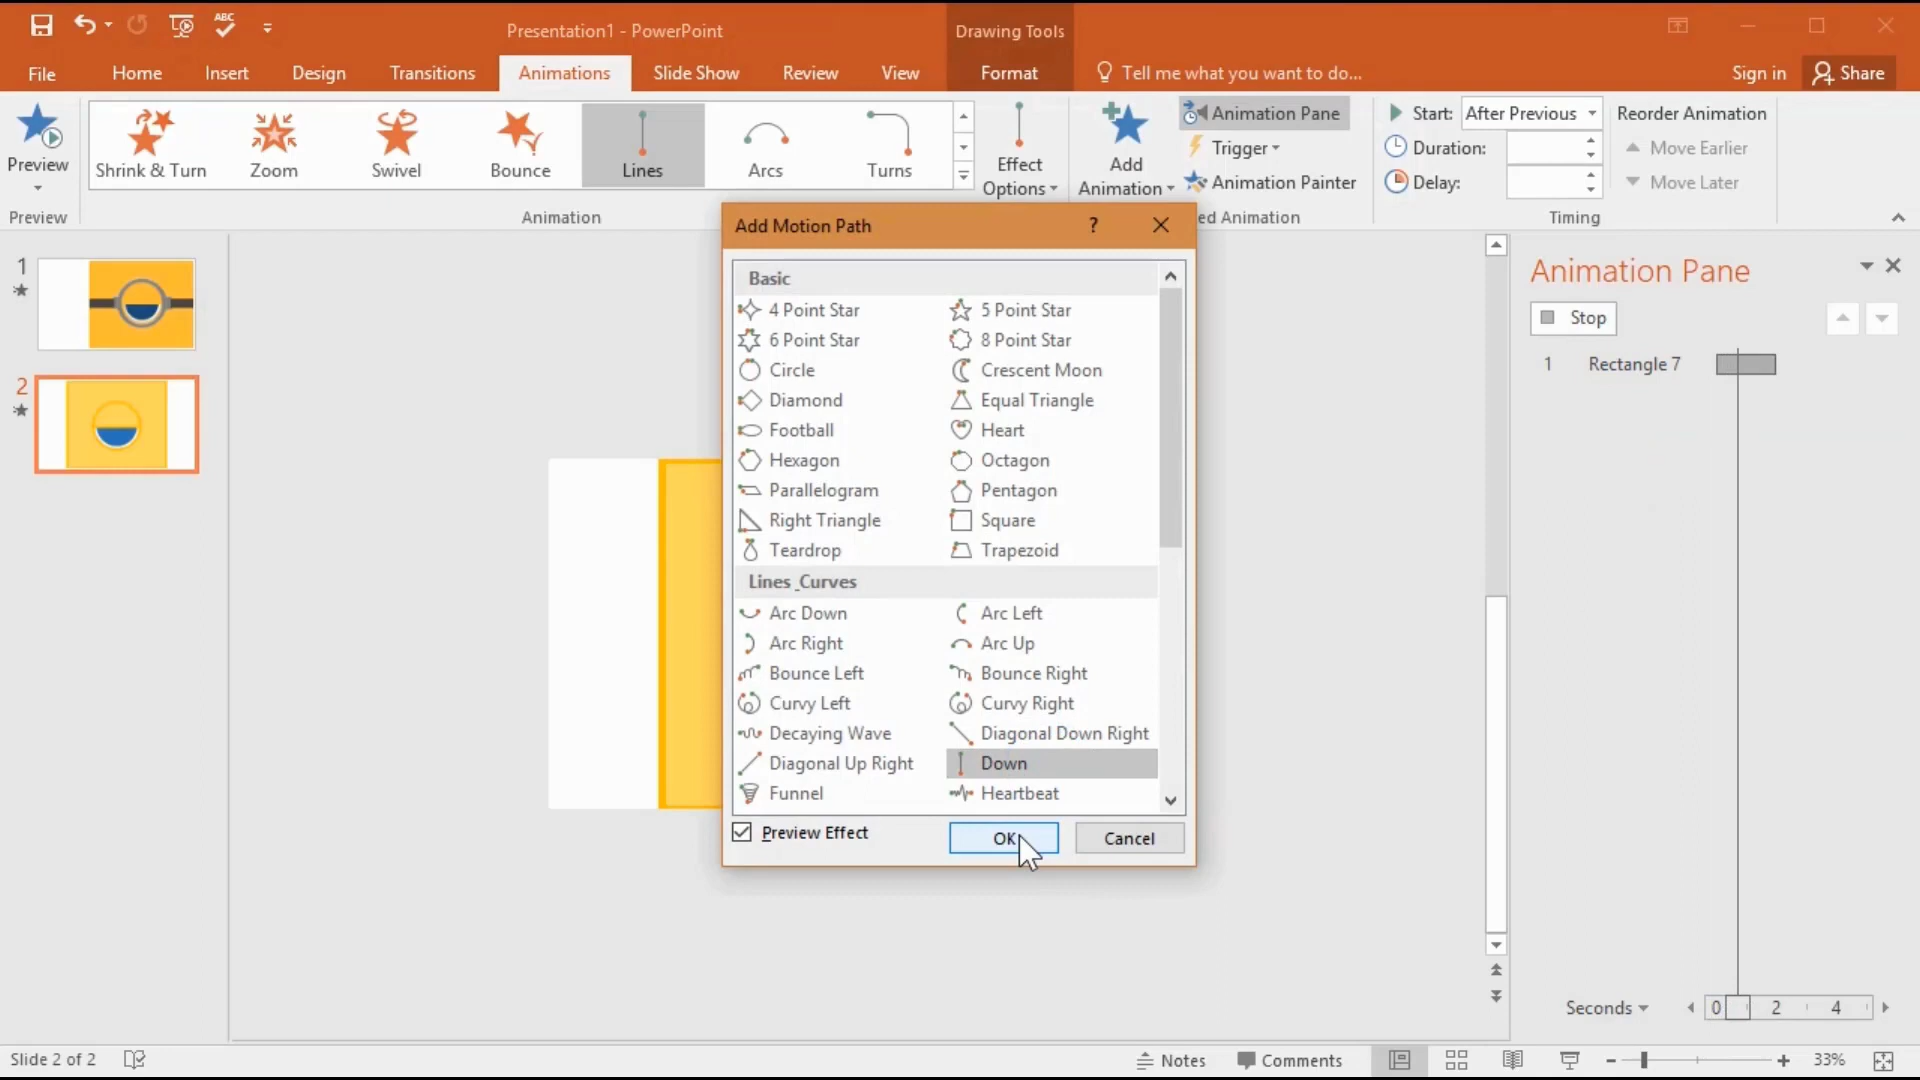 ABC
Presentation1 - PowerPoint
Drawing Tools
File
Home
Insert
Design
Transitions
Animations
Slide Show
Review
View
Format
Tell me what you want to do...
Sign in
Share
Preview
Shrink & Turn
Zoom
Swivel
Bounce
Lines
Arcs
Turns
Effect
Options
Add
Animation
Animation Pane
Trigger
Animation Painter
Start:
After Previous
Duration:
Delay:
Reorder Animation
Move Earlier
Move Later
Preview
Animation
ed Animation
Timing
Add Motion Path
?
Basic
4 Point Star
5 Point Star
6 Point Star
8 Point Star
Circle
Crescent Moon
Diamond
Equal Triangle
Football
Heart
Hexagon
Octagon
Parallelogram
Pentagon
Right Triangle
Square
Teardrop
Trapezoid
Lines_Curves
Arc Down
Arc Left
Arc Right
Arc Up
Bounce Left
Bounce Right
Curvy Left
Curvy Right
Decaying Wave
Diagonal Down Right
Diagonal Up Right
Down
Funnel
Heartbeat
Preview Effect
OK
Cancel
1
2
Animation Pane
Stop
1 Rectangle 7
Seconds
0 2 4
Slide 2 of 2
Notes
Comments
33%